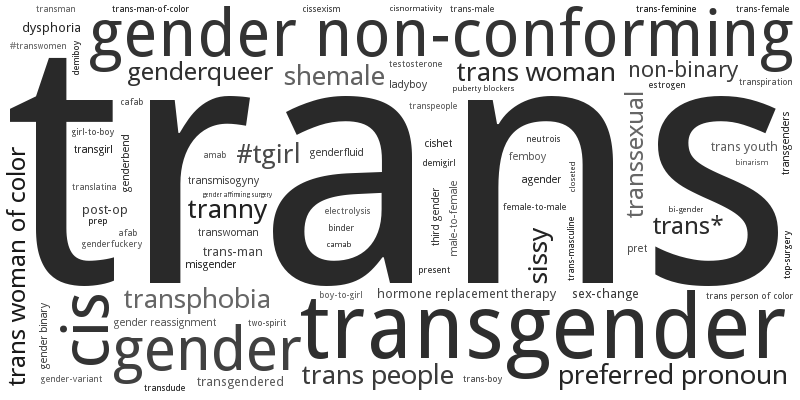 transman
trans-man-of-color
cissexism
cisnormativity
trans-male
trans-feminine
trans-female
dysphoria
gender non-conforming
#transwomen
demiboy
genderqueer
shemale
testosterone
ladyboy
trans woman
puberty blockers
non-binary
estrogen
transpiration
trans
cafab
transpeople
girl-to-boy
transgirl
genderbend
amab
#tgirl
genderfluid
cishet
demigirl
neutrois
femboy
agender
closeted
transsexual
trans youth
binarism
transgenders
trans woman of color
translatina
transmisogyny
gender affirming surgery
post-op
prep
tranny
electrolysis
binder
camab
third gender
male-to-female
female-to-male
bi-gender
trans*
afab
genderfuckery
transwoman
trans-man
misgender
present
sissy
trans-masculine
pret
top-surgery
cis
transphobia
boy-to-girl
hormone replacement therapy
sex-change
trans person of color
gender binary
gender reassignment
two-spirit
gender
transgender
gender-variant
transdude
transgendered
trans people
trans-boy
preferred pronoun